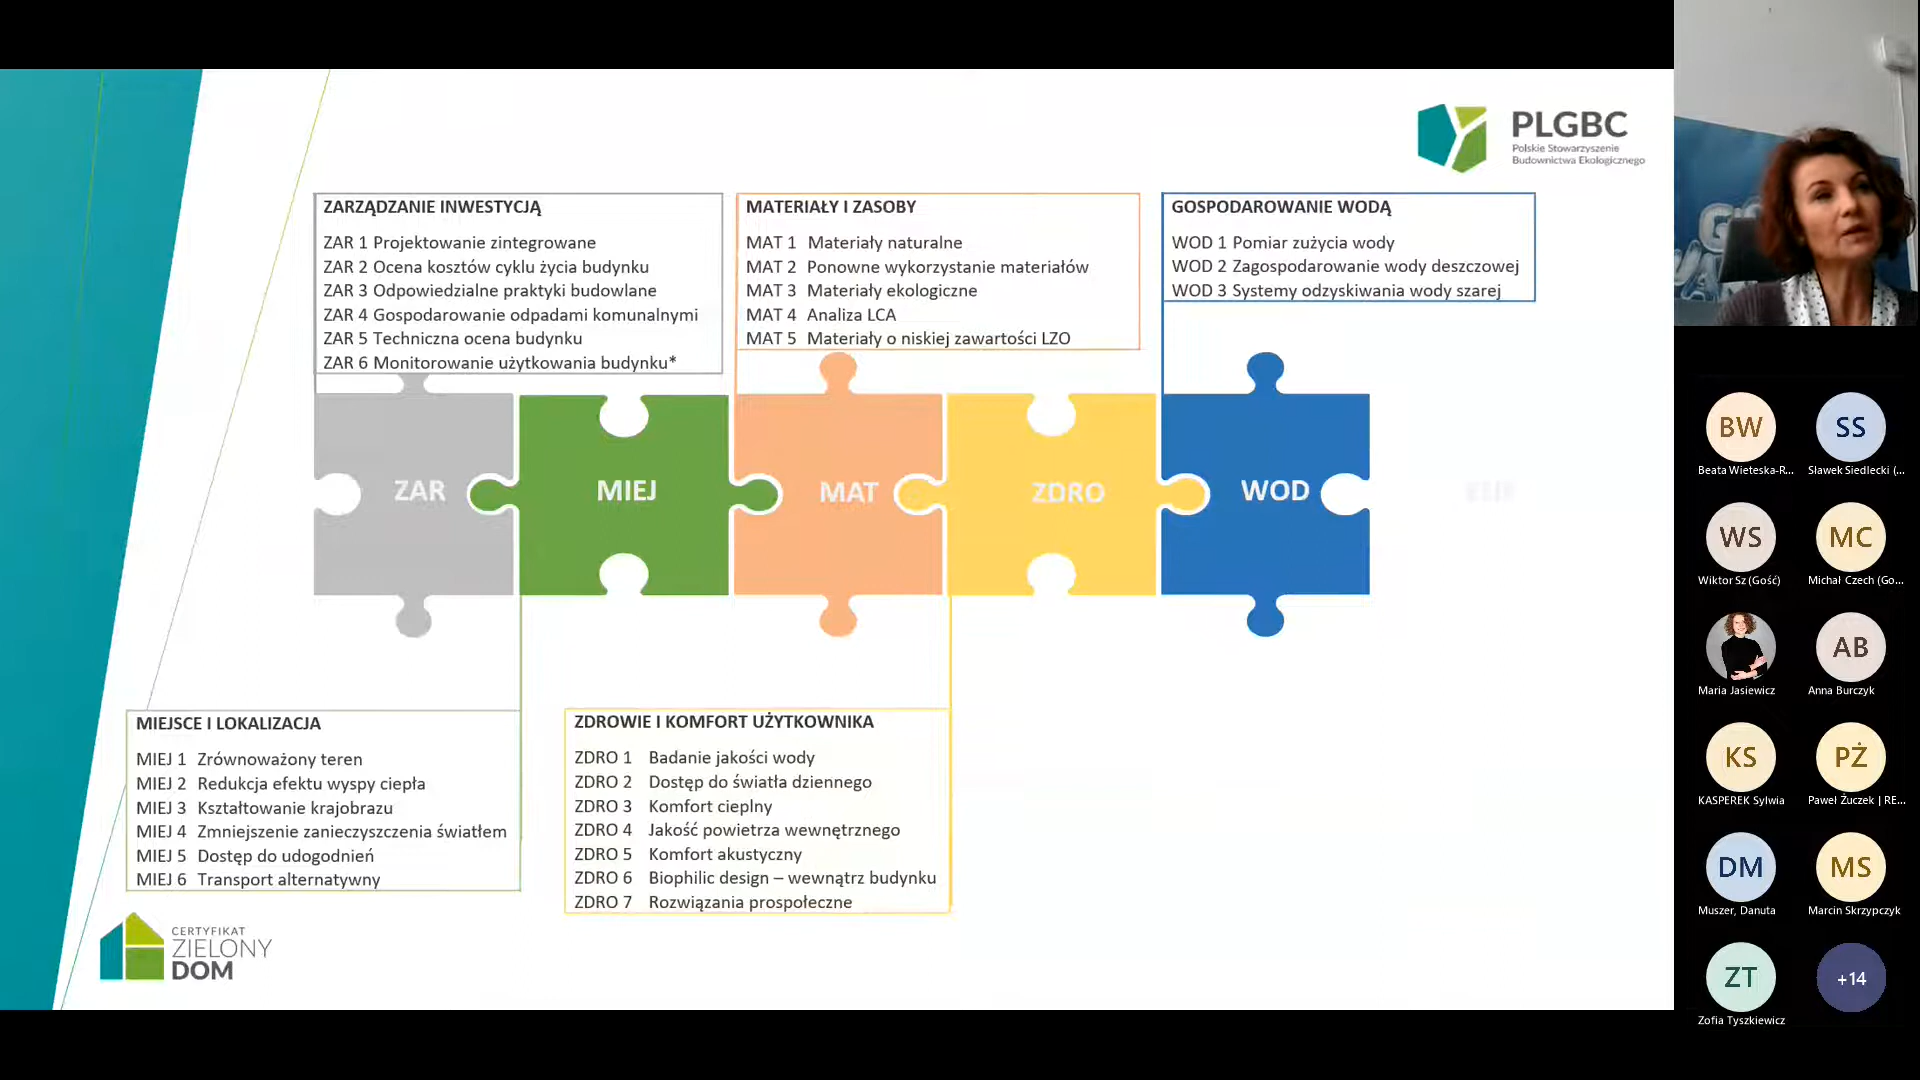 PLGBC
Polskie Stowarzyszenie
Budownictwa Ekologicznego
ZARZĄDZANIE INWESTYCJĄ
ZAR 1 Projektowanie zintegrowane
ZAR 2 Ocena kosztów cyklu życia budynku
ZAR 3 Odpowiedzialne praktyki budowlane
ZAR 4 Gospodarowanie odpadami komunalnymi
ZAR 5 Techniczna ocena budynku
ZAR 6 Monitorowanie użytkowania budynku*
MATERIAŁY I ZASOBY
MAT 1 Materiały naturalne
MAT 2 Ponowne wykorzystanie materiałów
MAT 3 Materiały ekologiczne
MAT 4 Analiza LCA
MAT 5 Materiały o niskiej zawartości LZO
GOSPODAROWANIE WODĄ
WOD 1 Pomiar zużycia wody
WOD 2 Zagospodarowanie wody deszczowej
WOD 3 Systemy odzyskiwania wody szarej
ZAR
MIEJ
MAT
ZDRO
WOD
MIEJSCE I LOKALIZACJA
MIEJ 1 Zrównoważony teren
MIEJ 2 Redukcja efektu wyspy ciepła
MIEJ 3 Kształtowanie krajobrazu
MIEJ 4 Zmniejszenie zanieczyszczenia światłem
MIEJ 5 Dostęp do udogodnień
MIEJ 6 Transport alternatywny
ZDROWIE I KOMFORT UŻYTKOWNIKA
ZDRO 1 Badanie jakości wody
ZDRO 2 Dostęp do światła dziennego
ZDRO 3 Komfort cieplny
ZDRO 4 Jakość powietrza wewnętrznego
ZDRO 5 Komfort akustyczny
ZDRO 6 Biophilic design – wewnątrz budynku
ZDRO 7 Rozwiązania prospołeczne
CERTYFIKAT
ZIELONY
DOM
BW
Beata Wieteska-R...
SS
Sławek Siedlecki (...
WS
Wiktor Sz (Gość)
MC
Michał Czech (Go...
Maria Jasiewicz
AB
Anna Burczyk
KS
KASPEREK Sylwia
PŻ
Paweł Żuczek | RE...
DM
Muszer, Danuta
MS
Marcin Skrzypczyk
ZT
Zofia Tyszkiewicz
+14